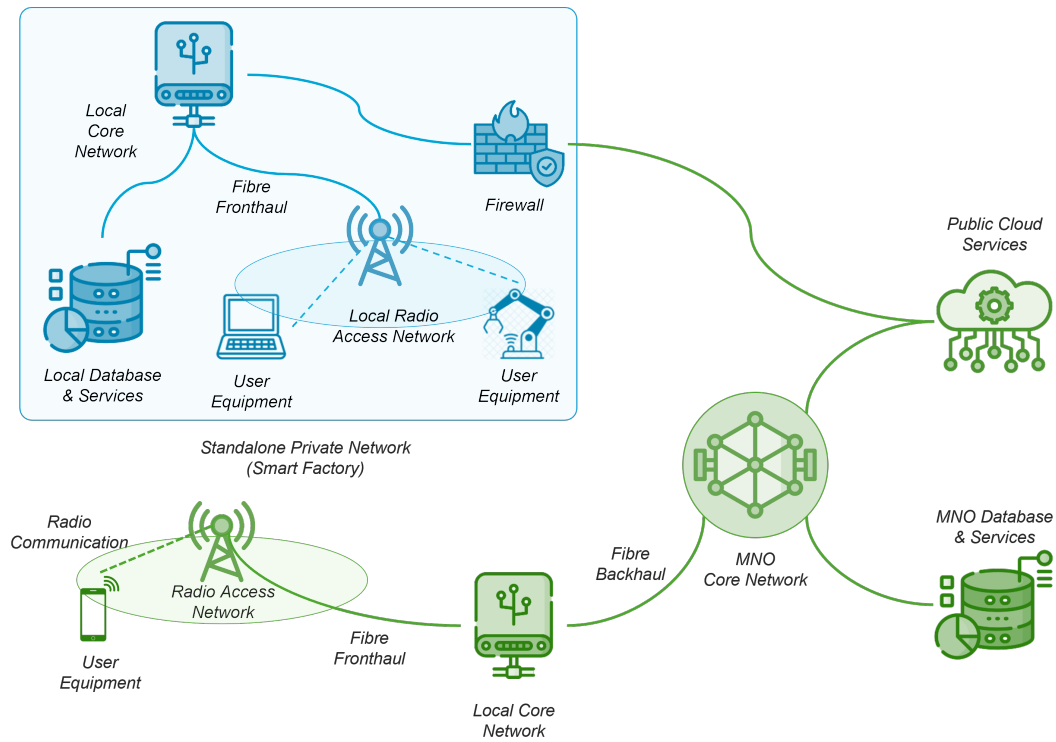 Local
Core
Network
Fibre
Fronthaul
Firewall
Public Cloud
Services
Local Radio
Access Network
Local Database
& Services
User
Equipment
User
Equipment
Standalone Private Network
(Smart Factory)
Radio
Communication
Radio Access
Network
User
Equipment
Fibre
Fronthaul
Local Core
Network
Fibre
Backhaul
MNO
Core Network
MNO Database
& Services